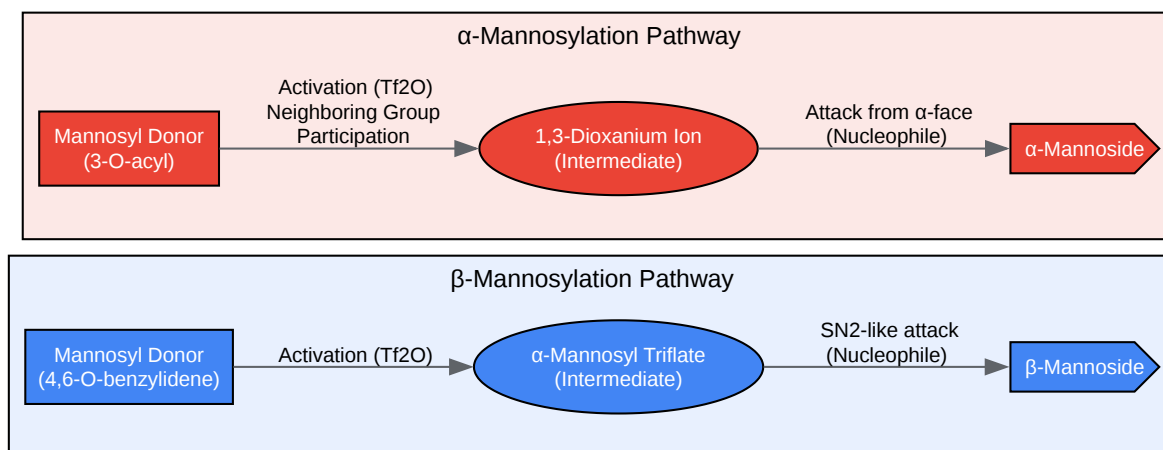 α-Mannosylation Pathway
Mannosyl Donor
(3-O-acyl)
Activation (Tf2O)
Neighboring Group
Participation
1,3-Dioxanium Ion
(Intermediate)
Attack from α-face
(Nucleophile)
α-Mannoside
β-Mannosylation Pathway
Mannosyl Donor
(4,6-O-benzylidene)
Activation (Tf2O)
α-Mannosyl Triflate
(Intermediate)
SN2-like attack
(Nucleophile)
β-Mannoside